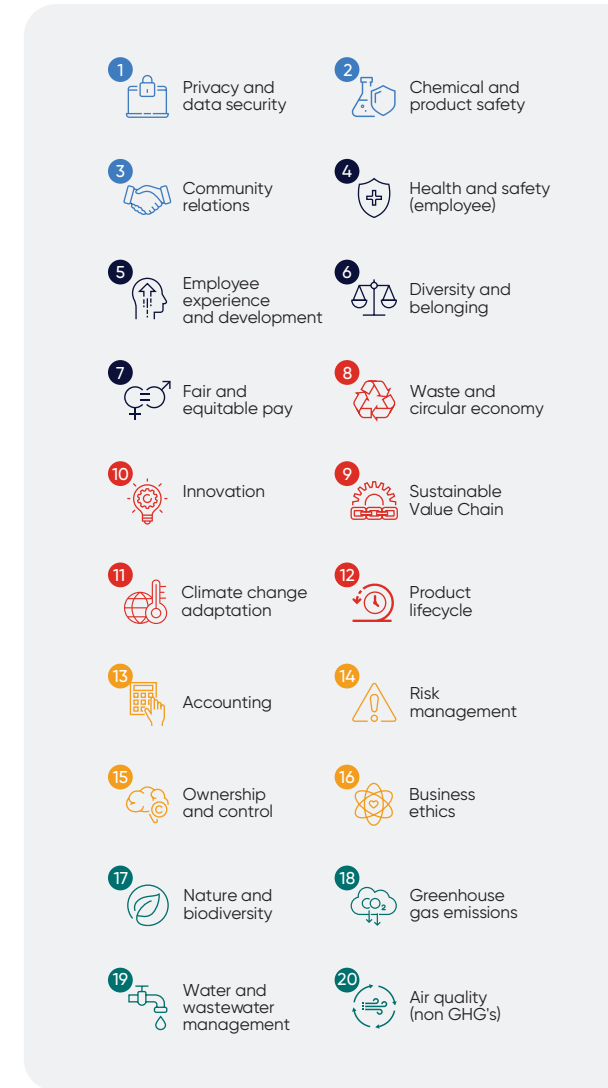 1
Privacy and
data security
2
Chemical and
product safety
3
Community
relations
4
Health and safety
(employee)
5
Employee
experience
and development
6
Diversity and
belonging
7
Fair and
equitable pay
8
Waste and
circular economy
10
Innovation
9
Sustainable
Value Chain
11
Climate change
adaptation
12
Product
lifecycle
13
Accounting
14
Risk
management
15
Ownership
and control
C
16
Business
ethics
17
Nature and
biodiversity
18
CO₂
Greenhouse
gas emissions
19
Water and
wastewater
management
20
Air quality
(non GHG's)